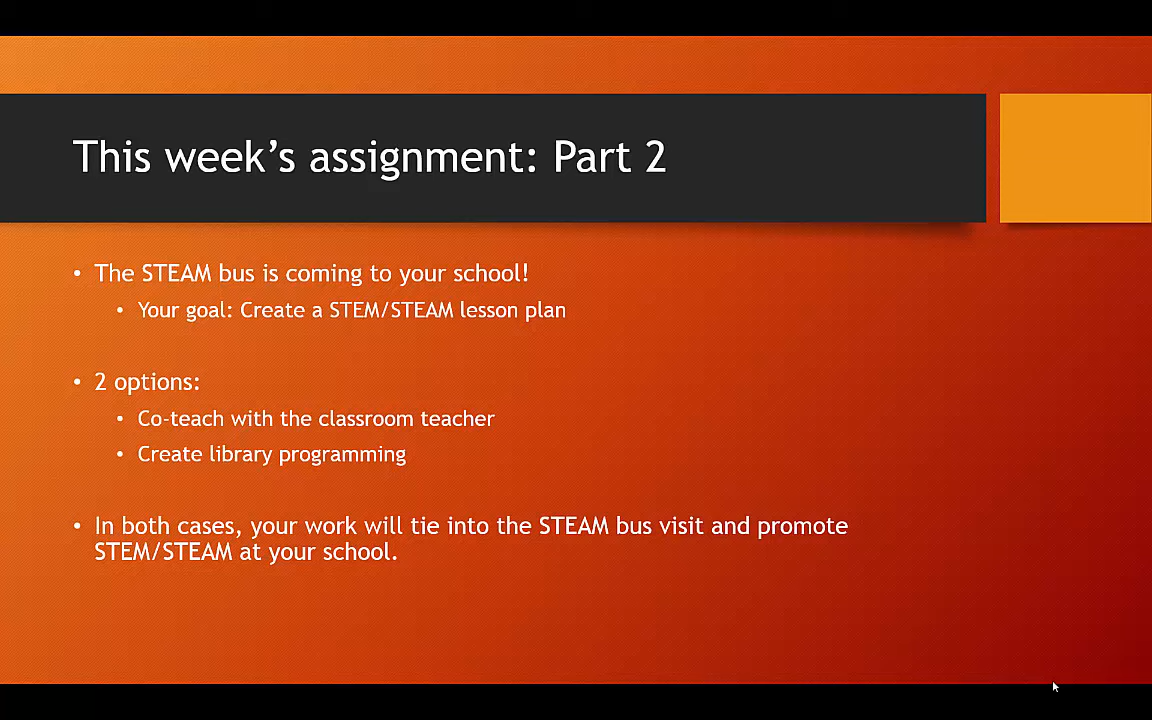 This week’s assignment: Part 2
• The STEAM bus is coming to your school!
• Your goal: Create a STEM/STEAM lesson plan
• 2 options:
• Co-teach with the classroom teacher
• Create library programming
• In both cases, your work will tie into the STEAM bus visit and promote
STEM/STEAM at your school.